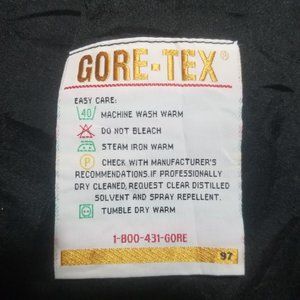 GORE-TEX®
EASY CARE:
40 MACHINE WASH WARM
DO NOT BLEACH
STEAM IRON WARM
P CHECK WITH MANUFACTURER'S
RECOMMENDATIONS. IF PROFESSIONALLY
DRY CLEANED, REQUEST CLEAR DISTILLED
SOLVENT AND SPRAY REPELLENT.
TUMBLE DRY WARM
1-800-431-GORE
97